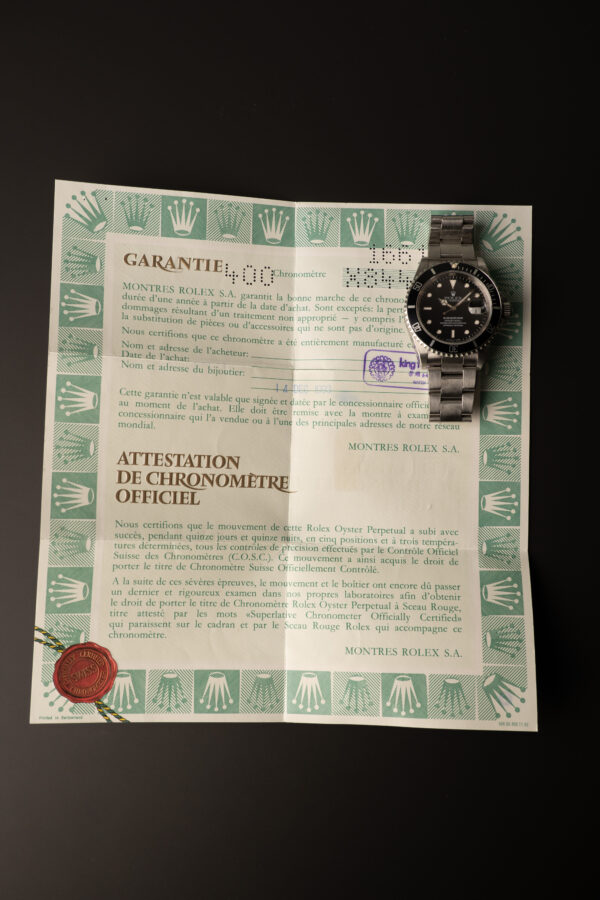 166
GARANTIE 400 Chronomètre X844
MONTRES ROLEX S.A. garantit la bonne marche de ce chrono
durée d'une année à partir de la date d'achat. Sont exceptés: la per
dommages résultant d'un traitement non approprié – y compris l'
la substitution de pièces ou d'accessoires qui ne sont pas d'origine.
Nous certifions que ce chronomètre a été entièrement manufacturé
Nom et adresse de l'acheteur:
Date de l'achat:
Nom et adresse du bijoutier:
king
14 DEC 1993
Cette garantie n'est valable que signée et datée par le concessionnaire offici
au moment de l'achat. Elle doit être remise avec la montre à exam
concessionnaire qui l'a vendue ou à l'une des principales adresses de notre réseau
mondial.
MONTRES ROLEX S.A.
ATTESTATION
DE CHRONOMÈTRE
OFFICIEL
Nous certifions que le mouvement de cette Rolex Oyster Perpetual a subi avec
succès, pendant quinze jours et quinze nuits, en cinq positions et à trois tempéra-
tures déterminées, tous les contrôles de précision effectués par le Contrôle Officiel
Suisse des Chronomètres (C.O.S.C.). Ce mouvement a ainsi acquis le droit de
porter le titre de Chronomètre Suisse Officiellement Contrôlé.
A la suite de ces sévères épreuves, le mouvement et le boîtier ont encore dû passer
un dernier et rigoureux examen dans nos propres laboratoires afin d'obtenir
le droit de porter le titre de Chronomètre Rolex Oyster Perpetual à Sceau Rouge,
titre attesté par les mots «Superlative Chronometer Officially Certified»
qui paraissent sur le cadran et par le Sceau Rouge Rolex qui accompagne ce
chronomètre.
MONTRES ROLEX S.A.
SWISS
Printed in Switzerland